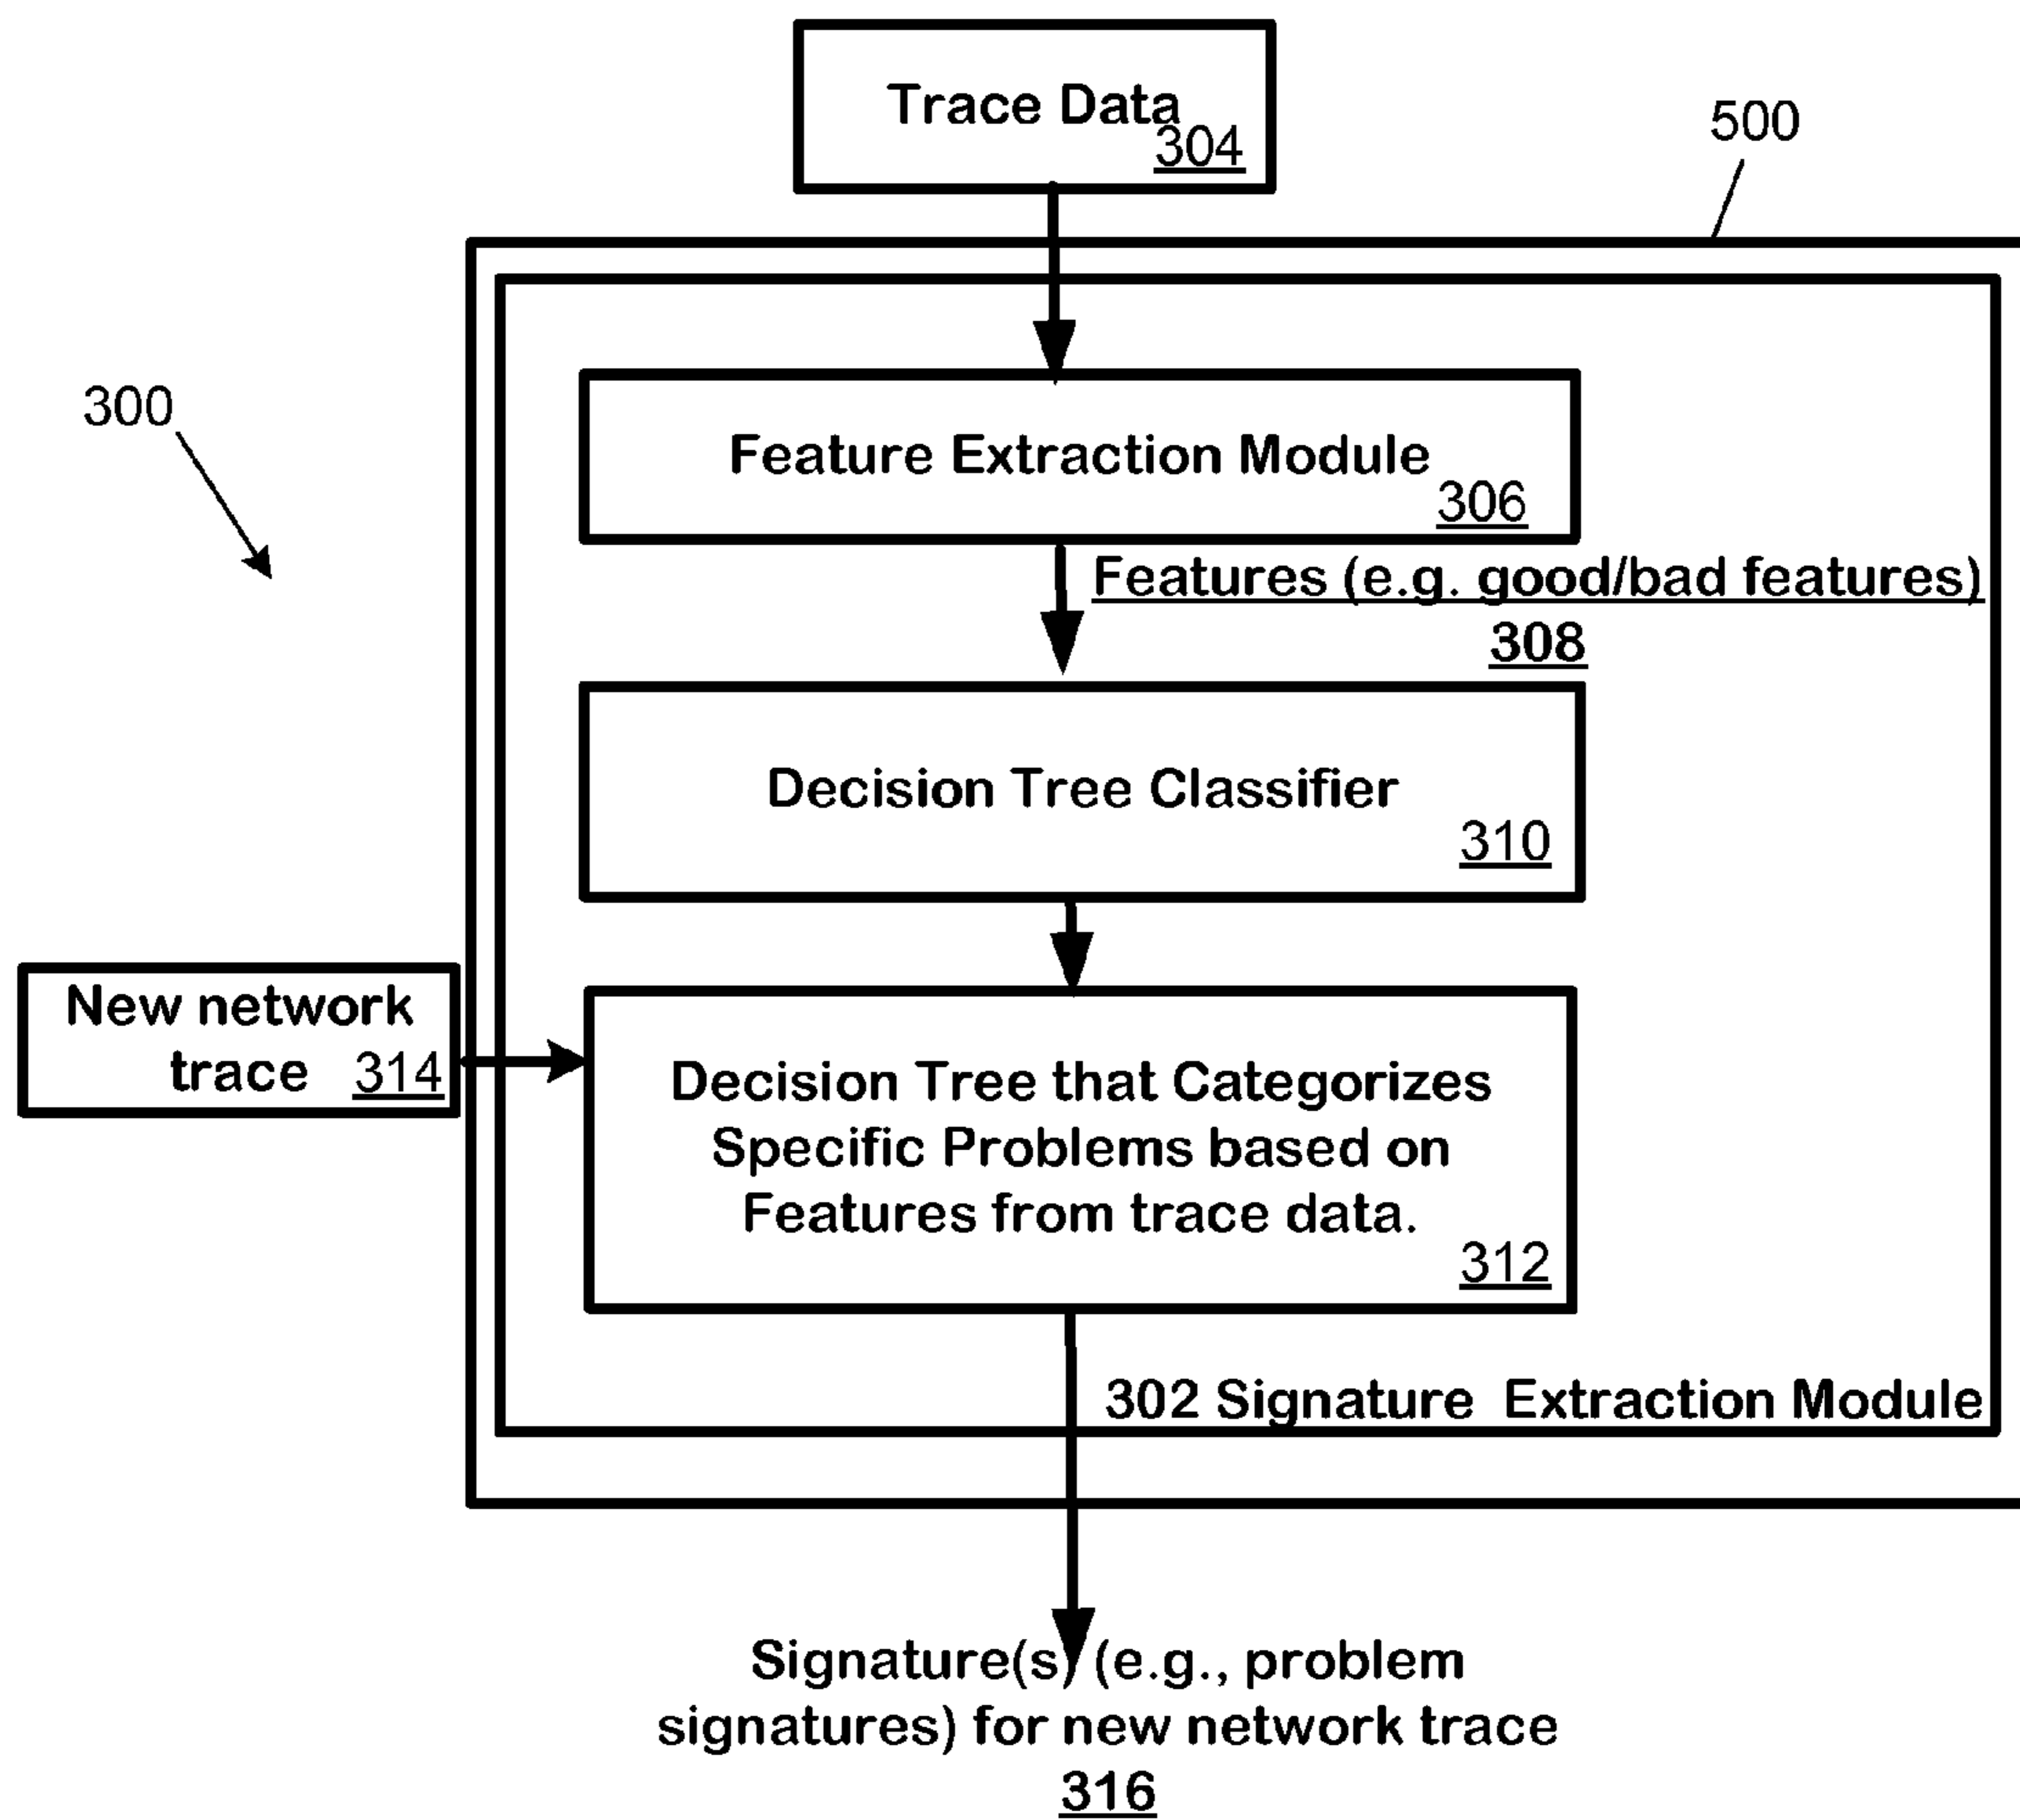 Trace Data
304
500
300
Feature Extraction Module
306
Features (e.g. good/bad features)
308
Decision Tree Classifier
310
New network
trace 314
Decision Tree that Categorizes
Specific Problems based on
Features from trace data.
312
302 Signature Extraction Module
Signature(s) (e.g., problem
signatures) for new network trace
316